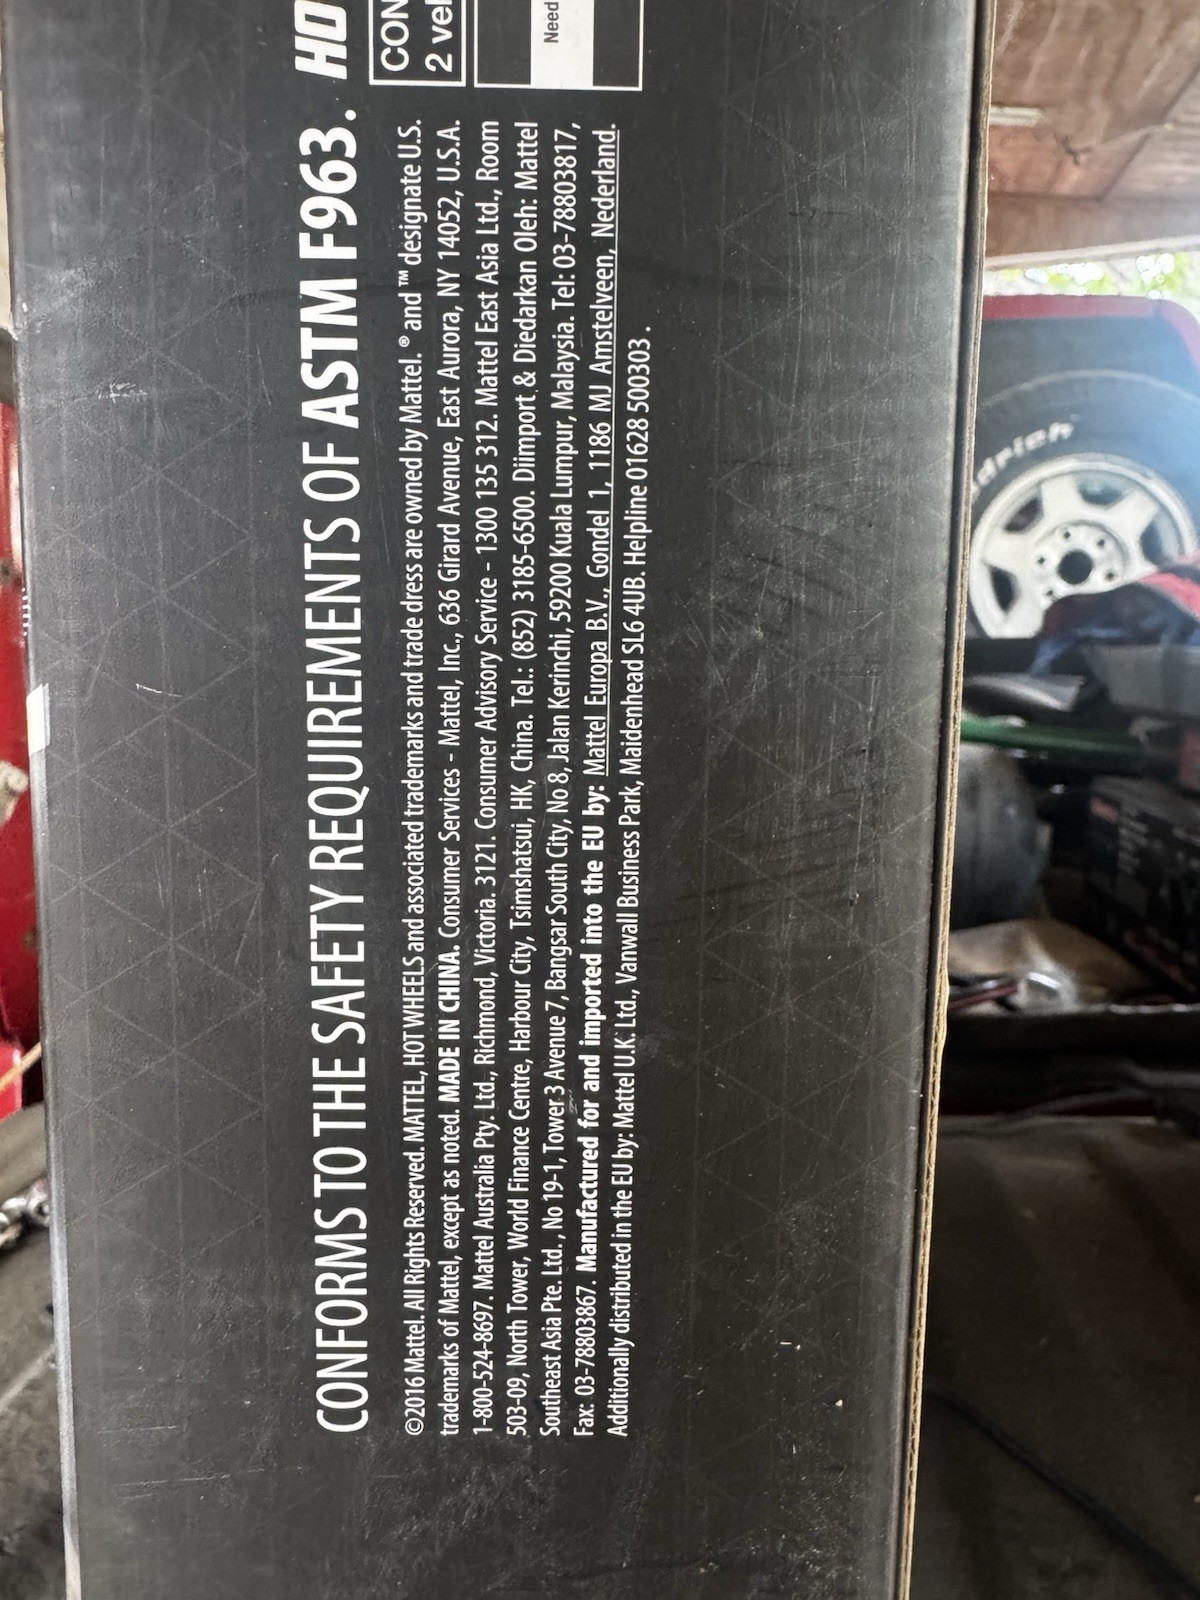 CONFORMS TO THE SAFETY REQUIREMENTS OF ASTM F963. HO
©2016 Mattel. All Rights Reserved. MATTEL, HOT WHEELS and associated trademarks and trade dress are owned by Mattel. ® and ™ designate U.S.
trademarks of Mattel, except as noted. MADE IN CHINA. Consumer Services - Mattel, Inc., 636 Girard Avenue, East Aurora, NY 14052, U.S.A.
1-800-524-8697. Mattel Australia Pty. Ltd., Richmond, Victoria. 3121. Consumer Advisory Service - 1300 135 312. Mattel East Asia Ltd., Room
503-09, North Tower, World Finance Centre, Harbour City, Tsimshatsui, HK, China. Tel.: (852) 3185-6500. Diimport & Diedarkan Oleh: Mattel
Southeast Asia Pte. Ltd., No 19-1, Tower 3 Avenue 7, Bangsar South City, No 8, Jalan Kerinchi, 59200 Kuala Lumpur, Malaysia. Tel: 03-78803817,
Fax: 03-78803867. Manufactured for and imported into the EU by: Mattel Europa B.V., Gondel 1, 1186 MJ Amstelveen, Nederland.
Additionally distributed in the EU by: Mattel U.K. Ltd., Vanwall Business Park, Maidenhead SL6 4UB. Helpline 01628 500303.
CON
2 vel
Need
drich